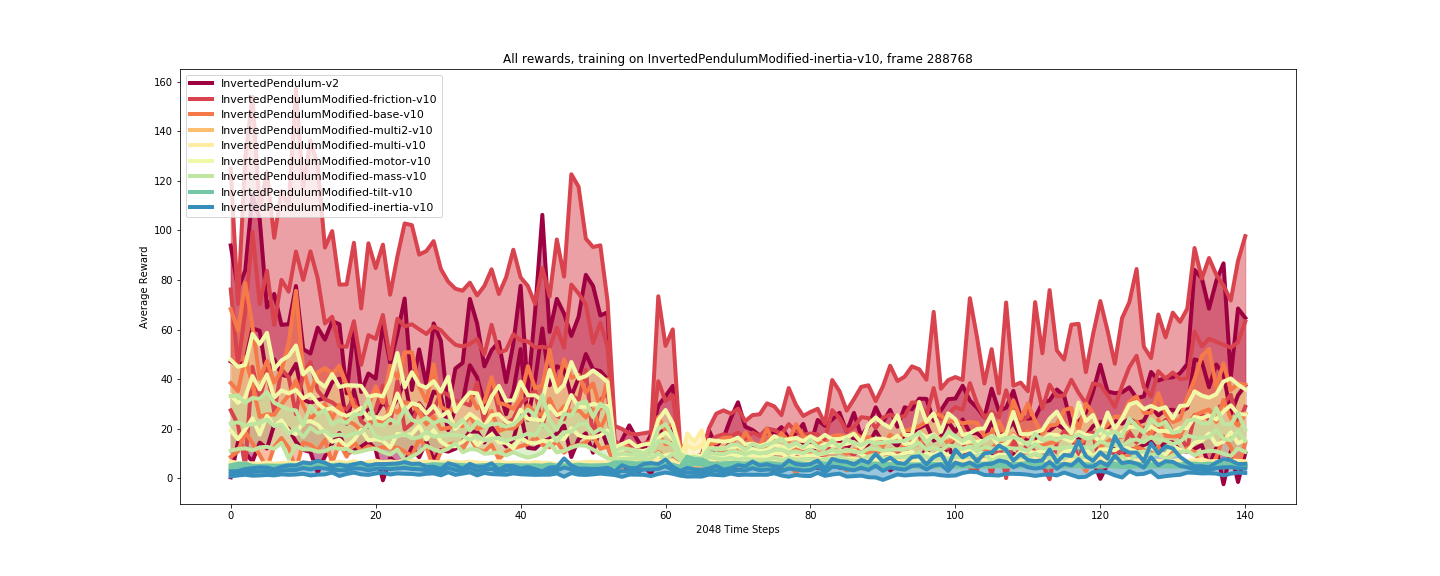 All rewards, training on InvertedPendulumModified-inertia-v10, frame 288768
160
140
120
100
80
60
40
20
0
Average Reward
InvertedPendulum-v2
InvertedPendulumModified-friction-v10
InvertedPendulumModified-base-v10
InvertedPendulumModified-multi2-v10
InvertedPendulumModified-multi-v10
InvertedPendulumModified-motor-v10
InvertedPendulumModified-mass-v10
InvertedPendulumModified-tilt-v10
InvertedPendulumModified-inertia-v10
0 20 40 60 80 100 120 140
2048 Time Steps